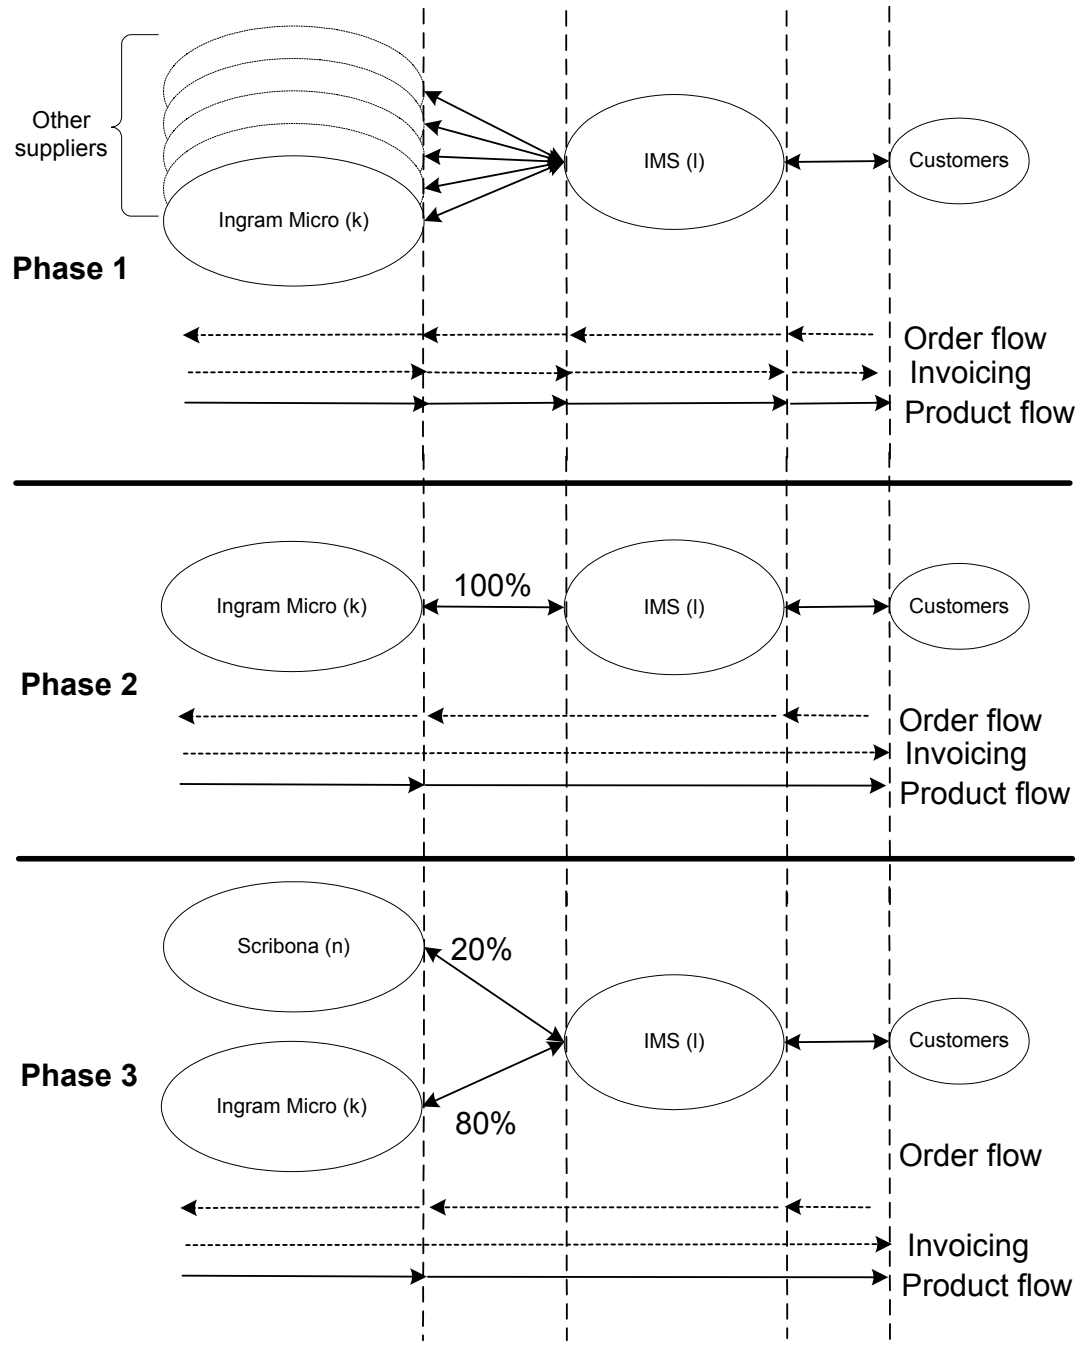 Other
suppliers
IMS (l)
Customers
Ingram Micro (k)
Phase 1
Order flow
Invoicing
Product flow
100%
Ingram Micro (k)
IMS (l)
Customers
Phase 2
Order flow
Invoicing
Product flow
Scribona (n)
20%
IMS (l)
Customers
Phase 3
Ingram Micro (k)
80%
Order flow
Invoicing
Product flow